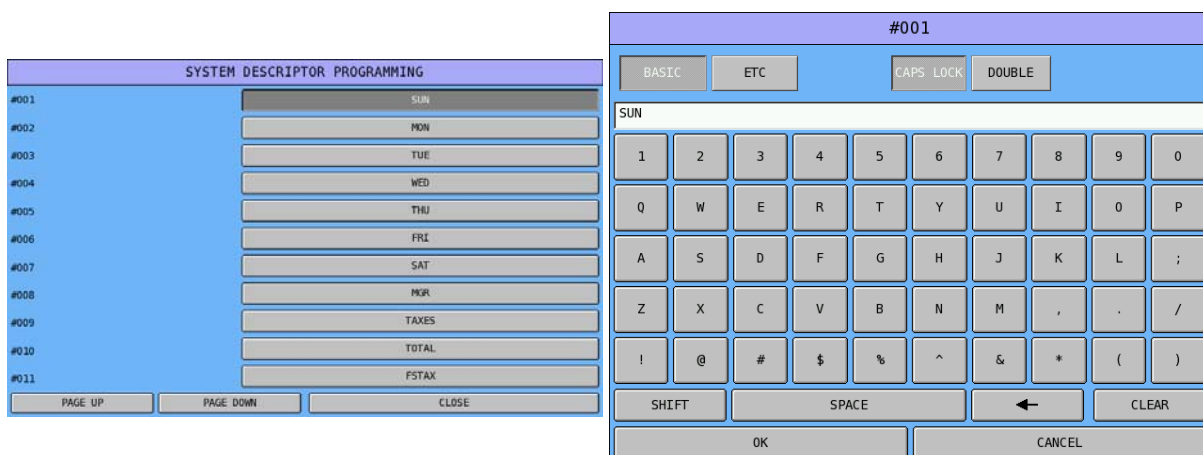 SYSTEM DESCRIPTOR PROGRAMMING
#001 SUN
#002 MON
#003 TUE
#004 WED
#005 THU
#006 FRI
#007 SAT
#008 MGR
#009 TAXES
#010 TOTAL
#011 FSTAX
PAGE UP PAGE DOWN CLOSE
#001
BASIC ETC CAPS LOCK DOUBLE
SUN
1 2 3 4 5 6 7 8 9 0
Q W E R T Y U I O P
A S D F G H J K L ;
Z X C V B N M , . /
! @ # $ % ^ & * ( )
SHIFT SPACE ← CLEAR
OK CANCEL